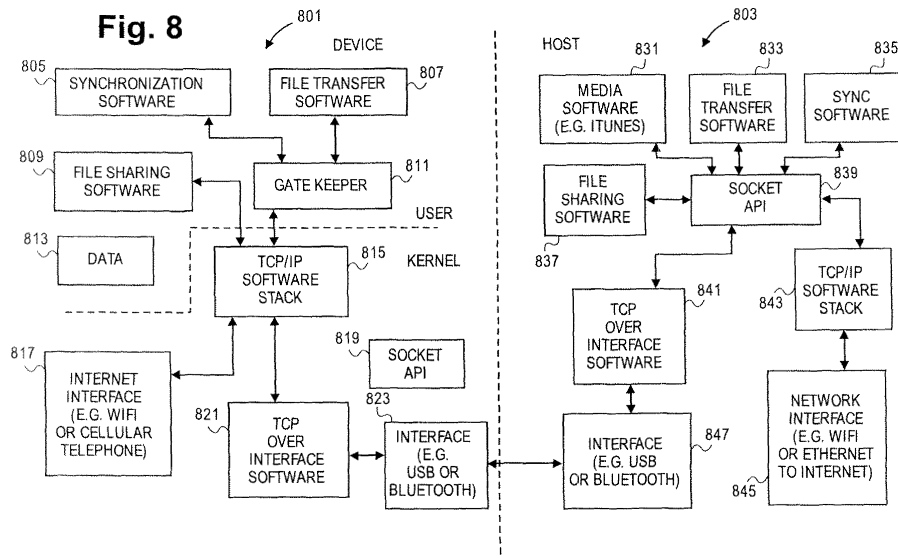 Fig. 8
801
DEVICE
805
SYNCHRONIZATION
SOFTWARE
FILE TRANSFER
SOFTWARE
807
809
FILE SHARING
SOFTWARE
GATE KEEPER
811
USER
813
DATA
TCP/IP
SOFTWARE
STACK
815
KERNEL
817
INTERNET
INTERFACE
(E.G. WIFI
OR CELLULAR
TELEPHONE)
819
SOCKET
API
821
TCP
OVER
INTERFACE
SOFTWARE
823
INTERFACE
(E.G.
USB OR
BLUETOOTH)
HOST
803
831
MEDIA
SOFTWARE
(E.G. ITUNES)
833
FILE
TRANSFER
SOFTWARE
835
SYNC
SOFTWARE
FILE
SHARING
SOFTWARE
837
SOCKET
API
839
841
TCP
OVER
INTERFACE
SOFTWARE
843
TCP/IP
SOFTWARE
STACK
INTERFACE
(E.G. USB
OR BLUETOOTH)
847
NETWORK
INTERFACE
(E.G. WIFI
OR ETHERNET
TO INTERNET)
845